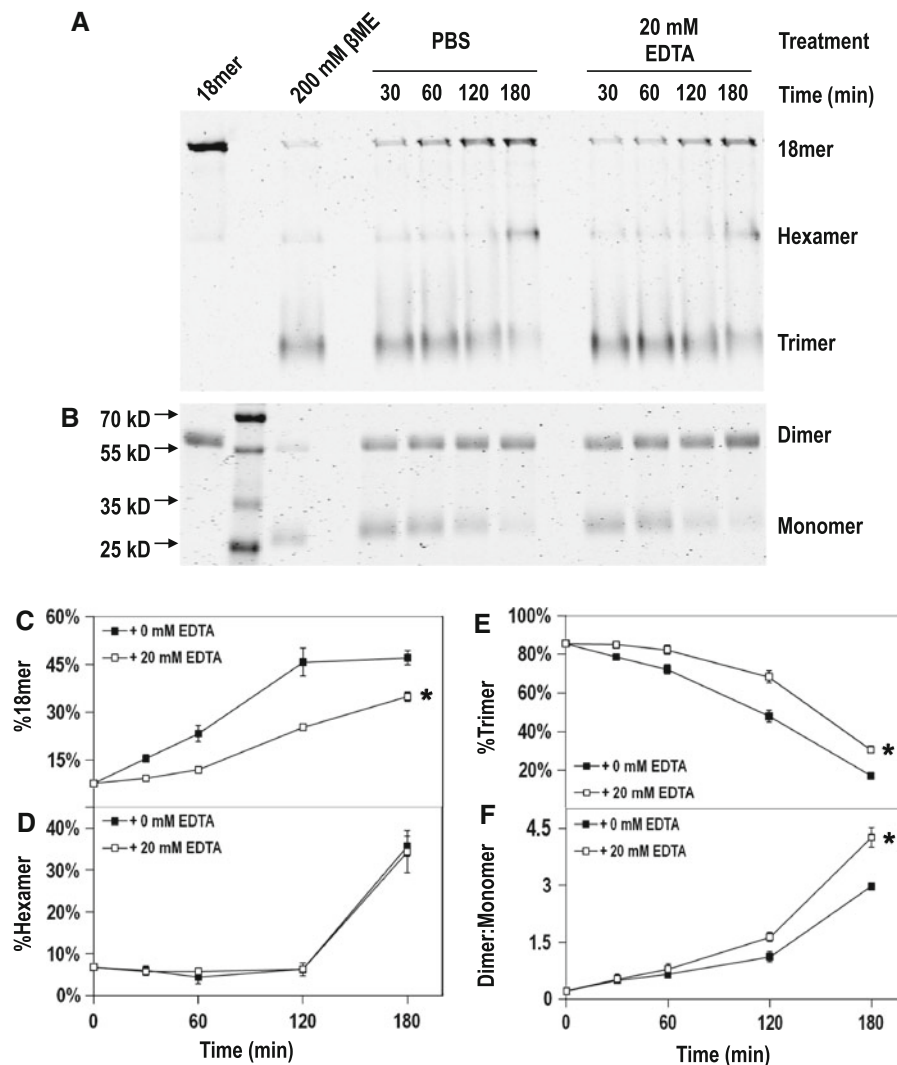 A
18mer
200 mM βME
PBS
20 mM
EDTA
Treatment
30 60 120 180
30 60 120 180
Time (min)
18mer
Hexamer
Trimer
B
70 kD
55 kD
35 kD
25 kD
Dimer
Monomer
C
60%
45%
30%
15%
%18mer
+ 0 mM EDTA
+ 20 mM EDTA
*
D
40%
30%
20%
10%
0%
%Hexamer
+ 0 mM EDTA
+ 20 mM EDTA
0 60 120 180
Time (min)
E
100%
80%
60%
40%
20%
%Trimer
*
+ 0 mM EDTA
+ 20 mM EDTA
F
4.5
3
1.5
0
Dimer:Monomer
+ 0 mM EDTA
+ 20 mM EDTA
*
0 60 120 180
Time (min)